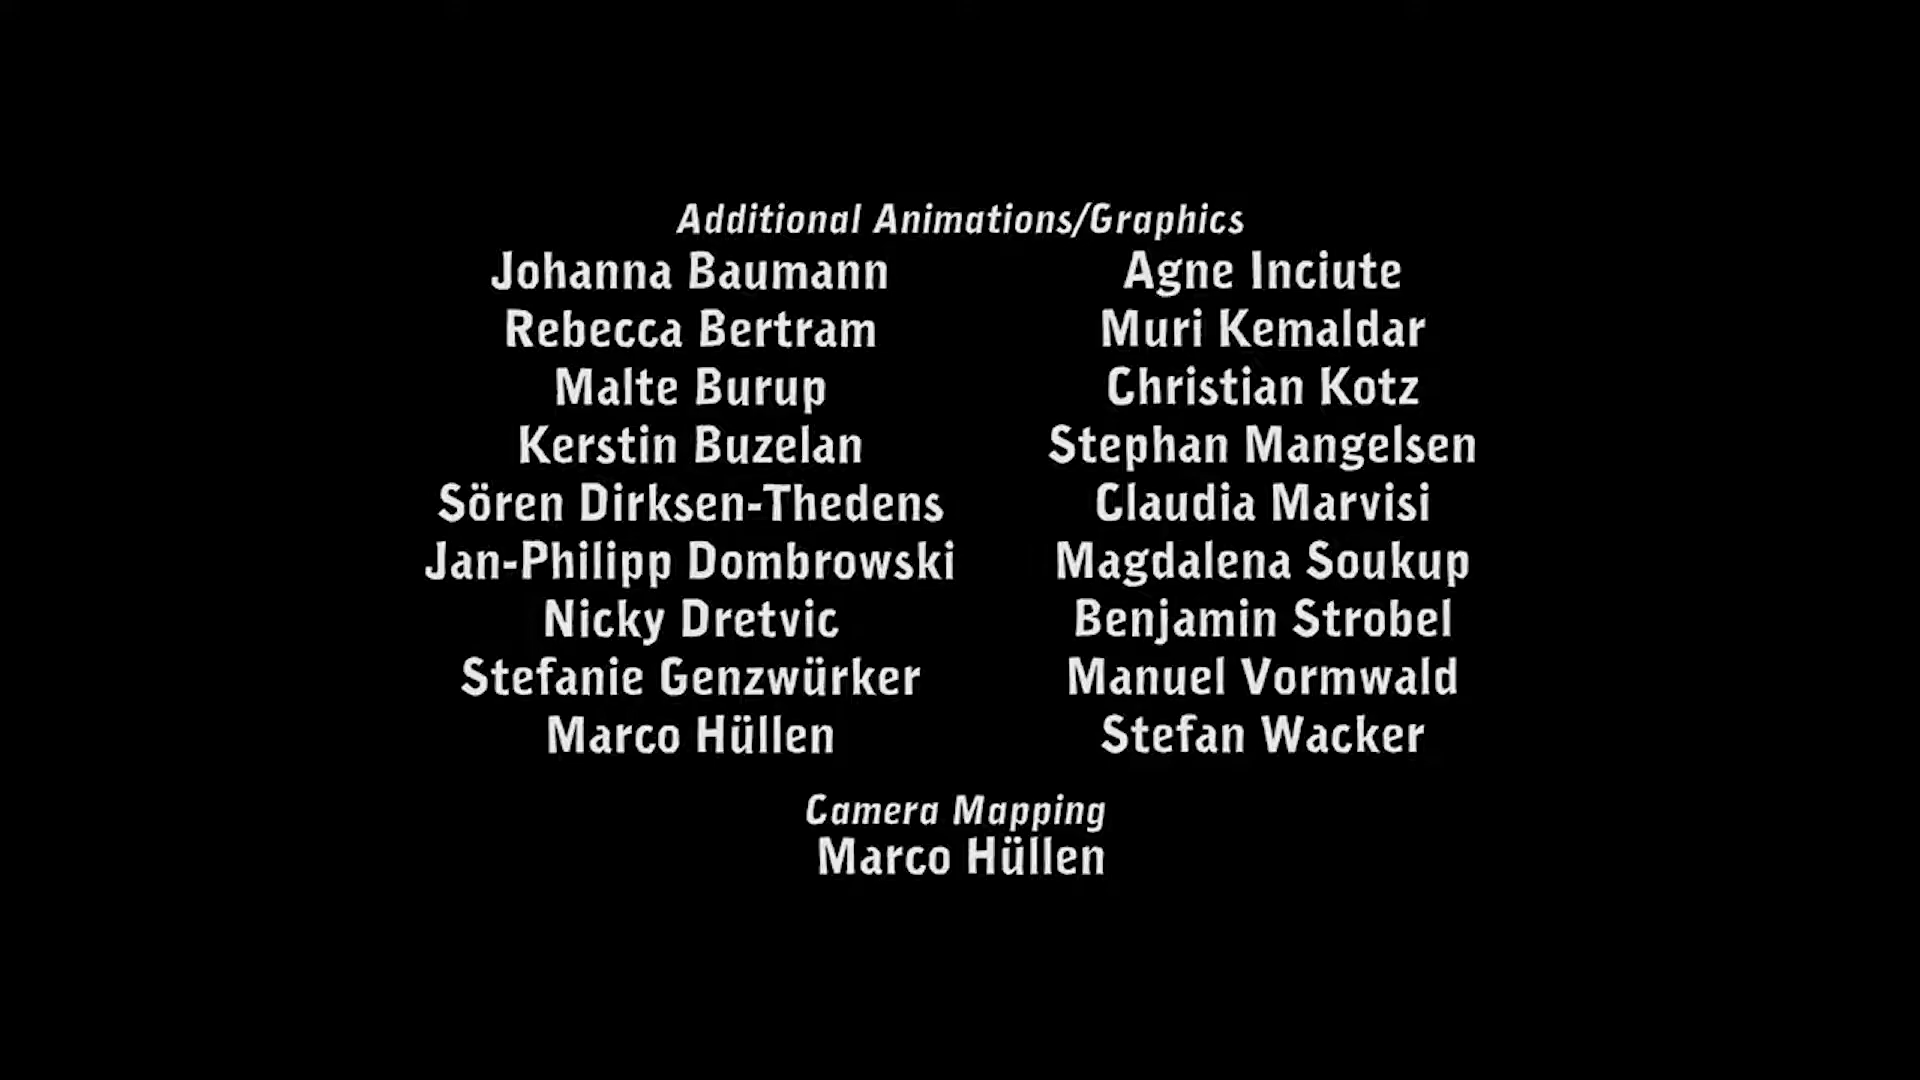 Additional Animations/Graphics
Johanna Baumann
Rebecca Bertram
Malte Burup
Kerstin Buzelan
Sören Dirksen-Thedens
Jan-Philipp Dombrowski
Nicky Dretvic
Stefanie Genzwürker
Marco Hüllen
Agne Inciute
Muri Kemaldar
Christian Kotz
Stephan Mangelsen
Claudia Marvisi
Magdalena Soukup
Benjamin Strobel
Manuel Vormwald
Stefan Wacker
Camera Mapping
Marco Hüllen